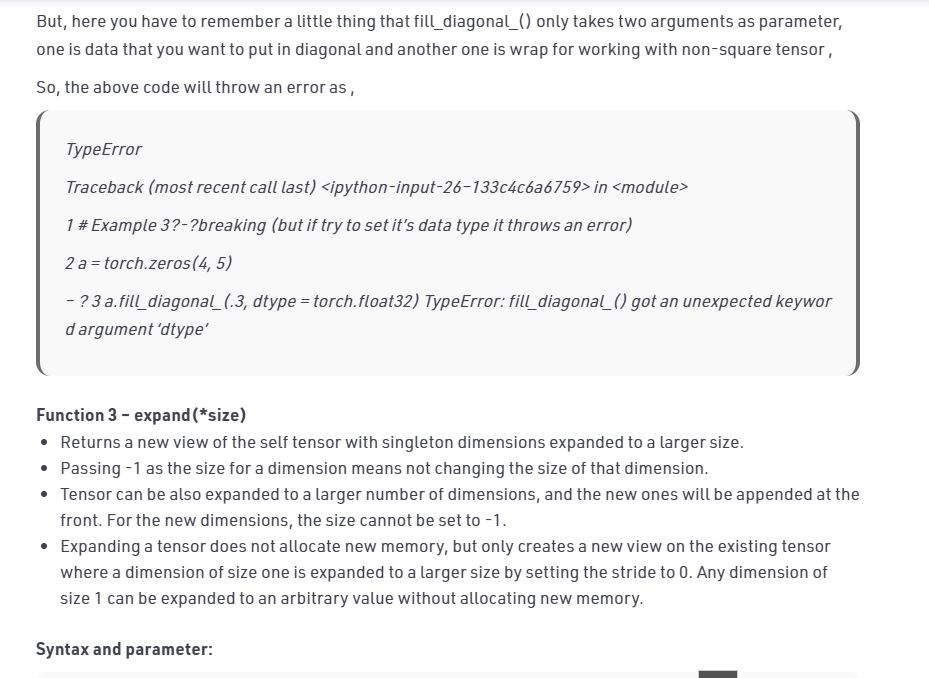 But, here you have to remember a little thing that fill_diagonal_() only takes two arguments as parameter,
one is data that you want to put in diagonal and another one is wrap for working with non-square tensor ,
So, the above code will throw an error as ,
TypeError
Traceback (most recent call last) <ipython-input-26-133c4c6a6759> in <module>
1 # Example 3?-?breaking (but if try to set it's data type it throws an error)
2 a = torch.zeros(4, 5)
– ? 3 a.fill_diagonal_(.3, dtype = torch.float32) TypeError: fill_diagonal_() got an unexpected keywor
d argument ‘dtype’
Function 3 – expand(*size)
• Returns a new view of the self tensor with singleton dimensions expanded to a larger size.
• Passing -1 as the size for a dimension means not changing the size of that dimension.
• Tensor can be also expanded to a larger number of dimensions, and the new ones will be appended at the
front. For the new dimensions, the size cannot be set to -1.
• Expanding a tensor does not allocate new memory, but only creates a new view on the existing tensor
where a dimension of size one is expanded to a larger size by setting the stride to 0. Any dimension of
size 1 can be expanded to an arbitrary value without allocating new memory.
Syntax and parameter: